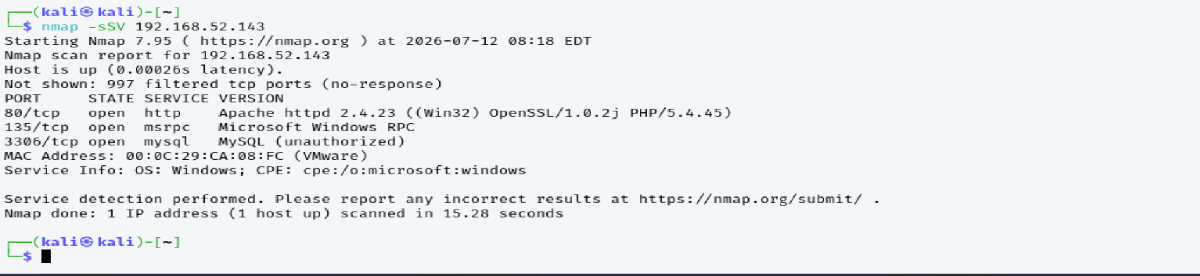 ┌──(kali㉿kali)-[~]
└─$ nmap -sSV 192.168.52.143
Starting Nmap 7.95 ( https://nmap.org ) at 2026-07-12 08:18 EDT
Nmap scan report for 192.168.52.143
Host is up (0.00026s latency).
Not shown: 997 filtered tcp ports (no-response)
PORT     STATE SERVICE VERSION
80/tcp   open  http    Apache httpd 2.4.23 ((Win32) OpenSSL/1.0.2j PHP/5.4.45)
135/tcp  open  msrpc   Microsoft Windows RPC
3306/tcp open  mysql   MySQL (unauthorized)
MAC Address: 00:0C:29:CA:08:FC (VMware)
Service Info: OS: Windows; CPE: cpe:/o:microsoft:windows

Service detection performed. Please report any incorrect results at https://nmap.org/submit/ .
Nmap done: 1 IP address (1 host up) scanned in 15.28 seconds

┌──(kali㉿kali)-[~]
└─$